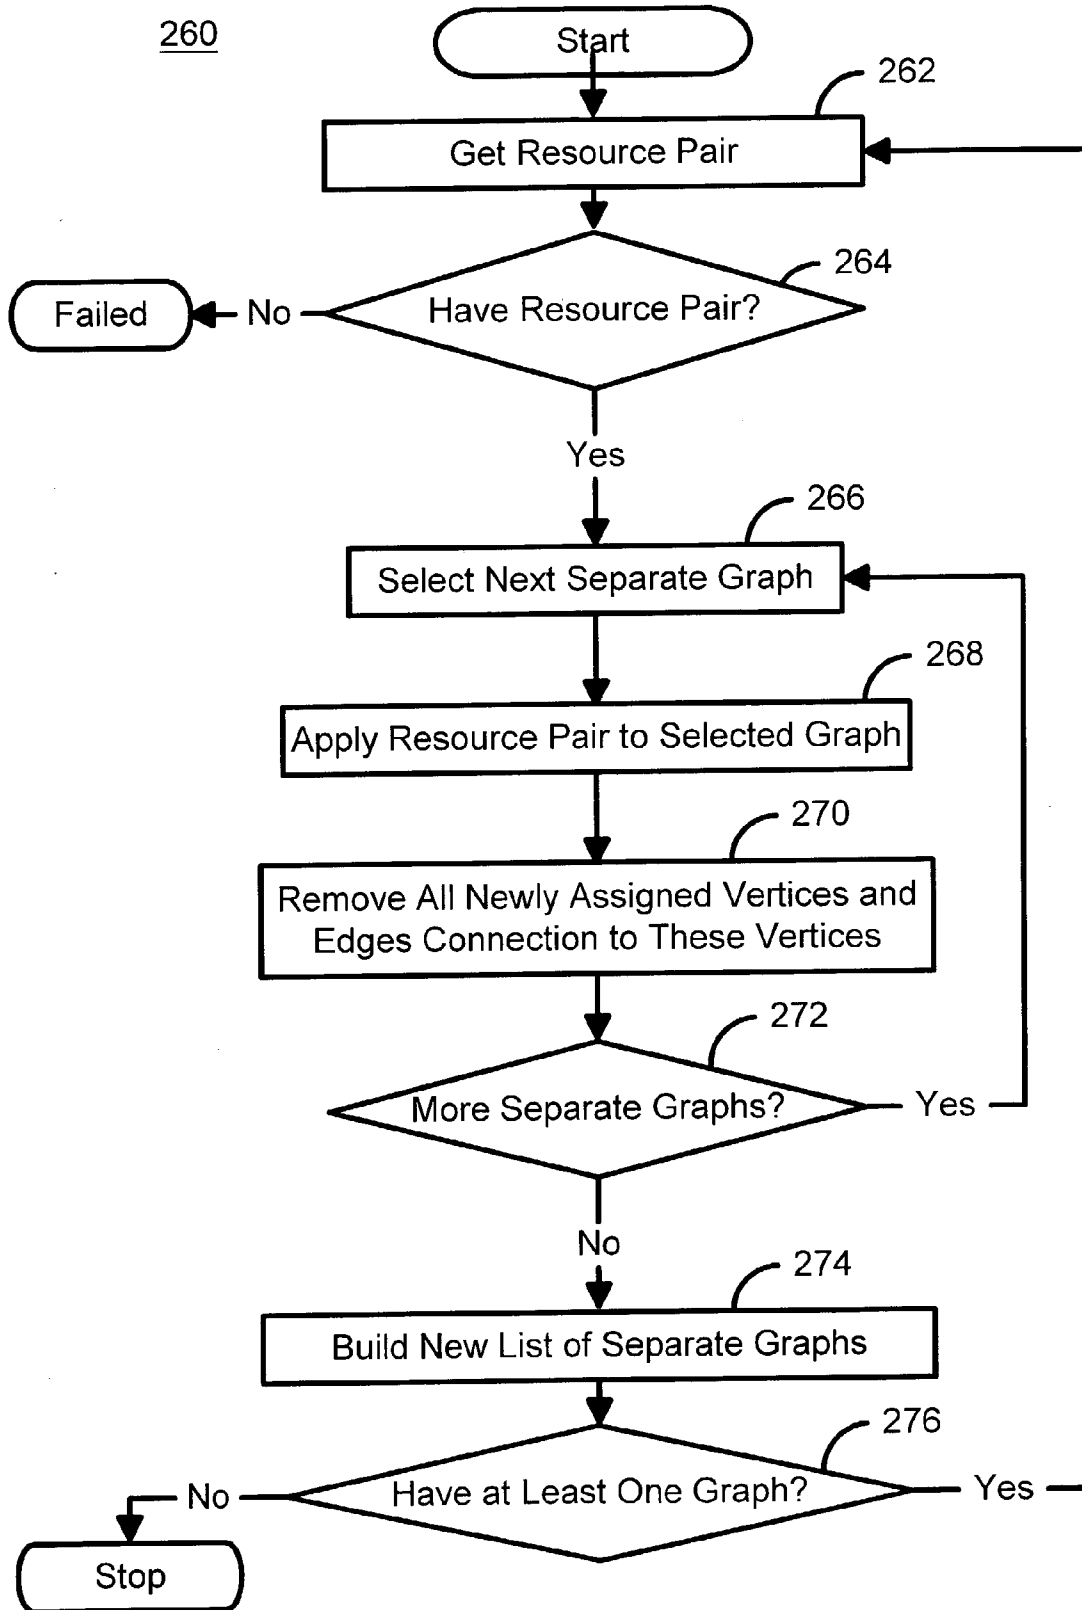 260
Start
262
Get Resource Pair
264
Have Resource Pair?
No
Failed
Yes
266
Select Next Separate Graph
268
Apply Resource Pair to Selected Graph
270
Remove All Newly Assigned Vertices and
Edges Connection to These Vertices
272
More Separate Graphs?
Yes
No
274
Build New List of Separate Graphs
276
Have at Least One Graph?
Yes
No
Stop